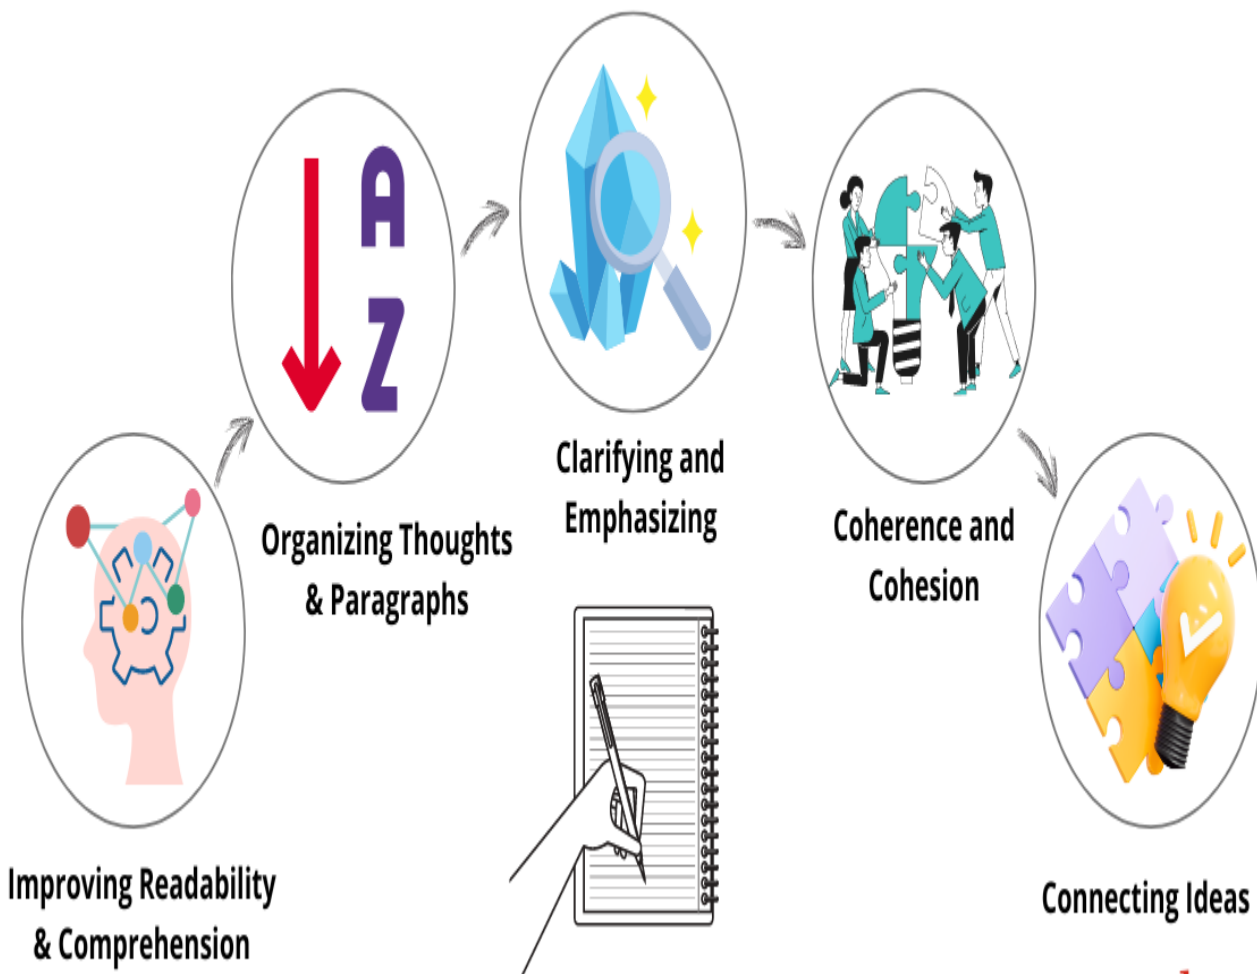 A
Z
Clarifying and
Emphasizing
Organizing Thoughts
& Paragraphs
Coherence and
Cohesion
Improving Readability
& Comprehension
Connecting Ideas